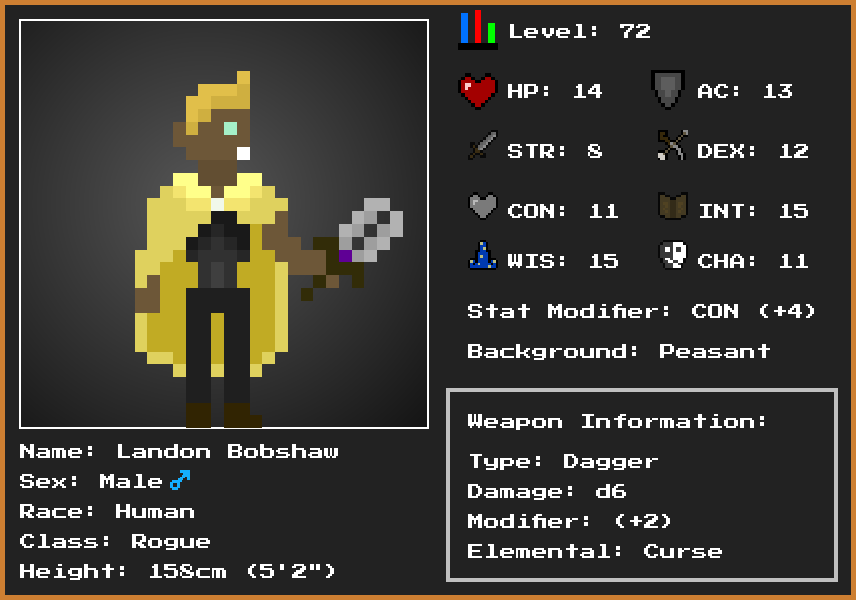 Level: 72
HP: 14 AC: 13
STR: 8 DEX: 12
CON: 11 INT: 15
WIS: 15 CHA: 11
Stat Modifier: CON (+4)
Background: Peasant
Weapon Information:
Type: Dagger
Damage: d6
Modifier: (+2)
Elemental: Curse
Name: Landon Bobshaw
Sex: Male♂
Race: Human
Class: Rogue
Height: 158cm (5'2")